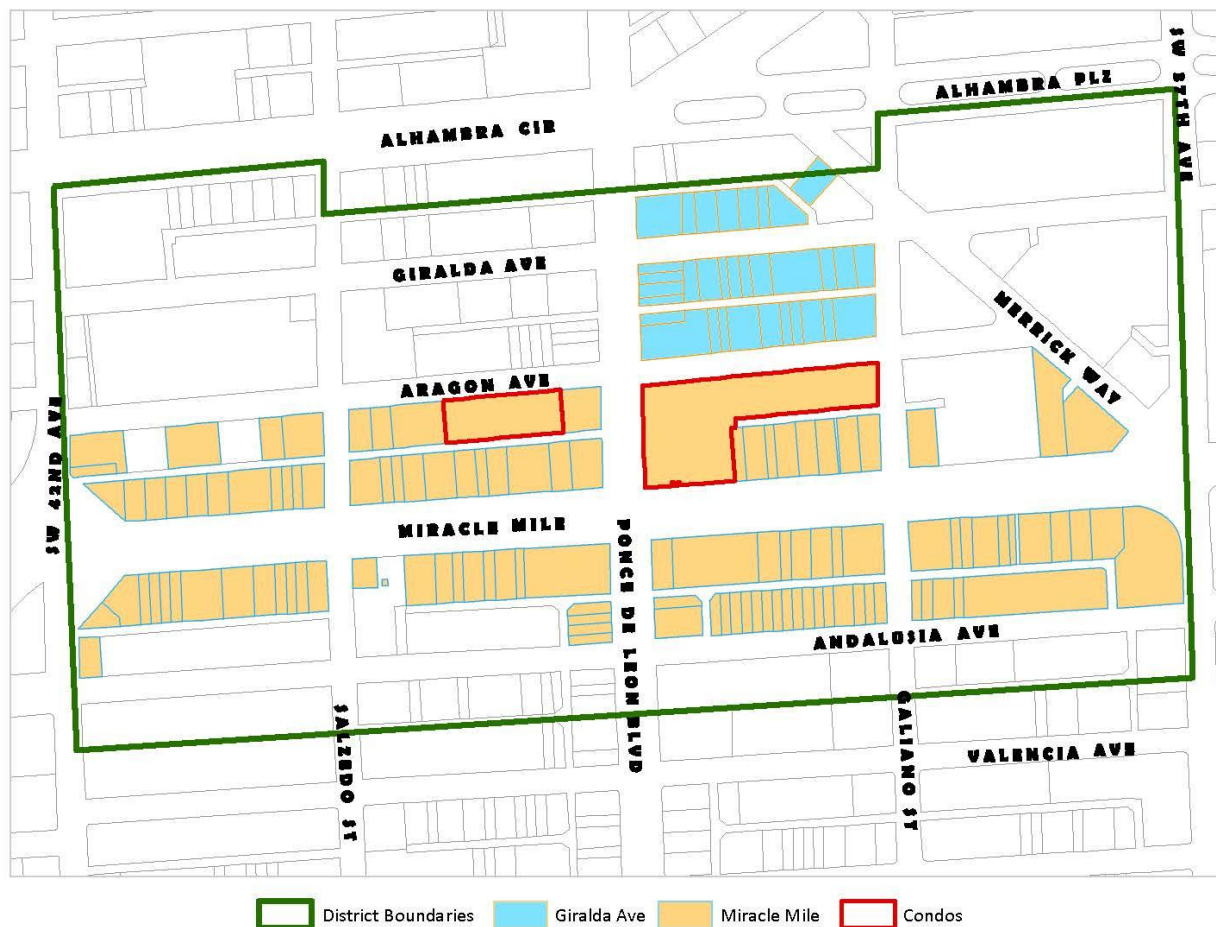 ALHAMBRA PLZ
SW 37TH AVE
ALHAMBRA CIR
GIRALDA AVE
MERRICK WAY
ARAGON AVE
SW 42ND AVE
MIRACLE MILE
PONCE DE LEON BLVD
ANDALUSIA AVE
SALZEDO ST
GALIANO ST
VALENCIA AVE
District Boundaries
Giralda Ave
Miracle Mile
Condos